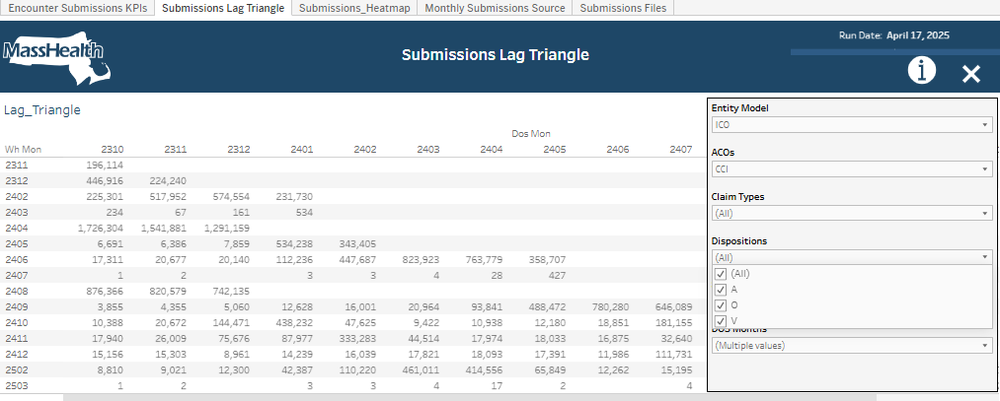 Encounter Submissions KPIs Submissions Lag Triangle Submissions_Heatmap Monthly Submissions Source Submissions Files
Run Date: April 17, 2025
MassHealth
Submissions Lag Triangle
i
Lag_Triangle
Dos Mon
Wh Mon 2310 2311 2312 2401 2402 2403 2404 2405 2406 2407
2311 196,114
2312 446,916 224,240
2402 225,301 517,952 574,554 231,730
2403 234 67 161 534
2404 1,726,304 1,541,881 1,291,159
2405 6,691 6,386 7,859 534,238 343,405
2406 17,311 20,677 20,140 112,236 447,687 823,923 763,779 358,707
2407 1 2 3 3 4 28 427
2408 876,366 820,579 742,135
2409 3,855 4,355 5,060 12,628 16,001 20,964 93,841 488,472 780,280 646,089
2410 10,388 20,672 144,471 438,232 47,625 9,422 10,938 12,180 18,851 181,155
2411 17,940 26,009 75,676 87,977 333,283 44,514 17,974 18,033 16,875 32,640
2412 15,156 15,303 8,961 14,239 16,039 17,821 18,093 17,391 11,986 111,731
2502 8,810 9,021 12,300 42,387 110,220 461,011 414,556 65,849 12,262 15,195
2503 1 2 3 3 4 17 2 4
Entity Model
ICO
ACOs
CCI
Claim Types
(All)
Dispositions
(All)
(All)
A
O
V
DOS Months
(Multiple values)